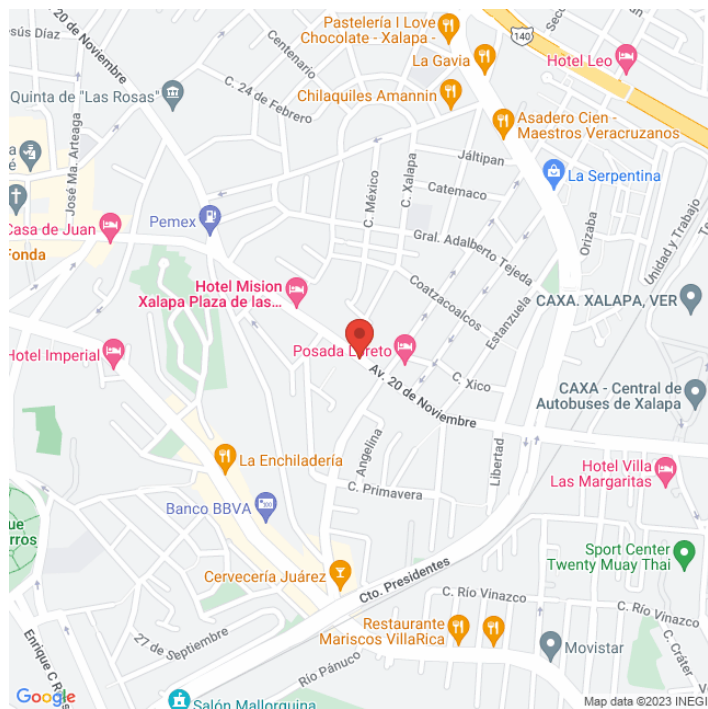 Pastelería I Love
Chocolate - Xalapa -
140
La Gavia
Hotel Leo
Jesús Díaz
Av. 20 de Noviembre
Centenario
C. 24 de Febrero
Chilaquiles Amannin
Quinta de "Las Rosas"
Asadero Cien -
Maestros Veracruzanos
José Ma. Arteaga
Jáltipan
La Serpentina
C. México
C. Xalapa
Catemaco
Orizaba
Unidad y Trabajo
Casa de Juan
Fonda
Pemex
Gral. Adalberto Tejeda
Coatzacoalcos
Estanzuela
Hotel Mision
Xalapa Plaza de las...
CAXA. XALAPA, VER
Hotel Imperial
Posada Loreto
Av. 20 de Noviembre
C. Xico
CAXA - Central de
Autobuses de Xalapa
La Enchiladería
Angelina
Libertad
Hotel Villa
Las Margaritas
C. Primavera
Banco BBVA
Sport Center
Twenty Muay Thai
Cervecería Juárez
Cto. Presidentes
C. Río Vinazco
C. Río Vinazco
Restaurante
Mariscos VillaRica
27 de Septiembre
Movistar
C. Cráter
Enrique C
Río Pánuco
Google
Salón Mallorquina
Map data ©2023 INEGI